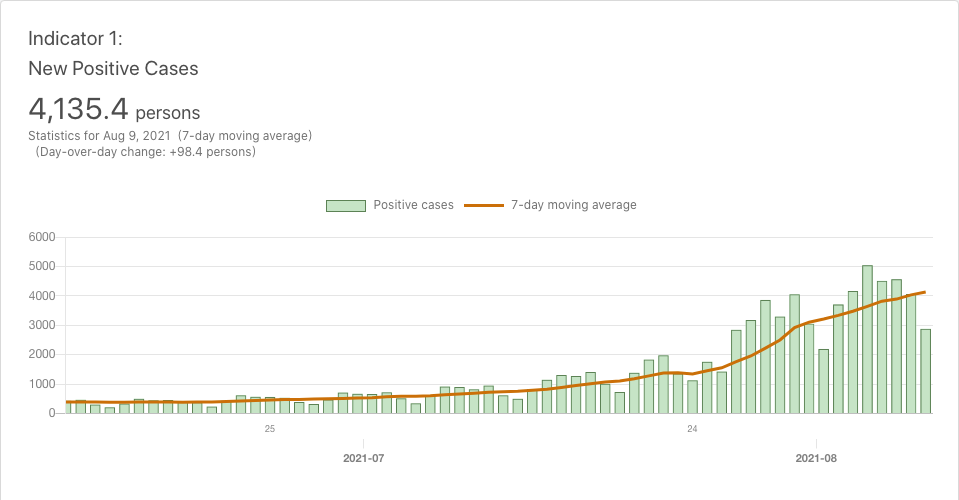 Indicator 1:
New Positive Cases
4,135.4 persons
Statistics for Aug 9, 2021 (7-day moving average)
(Day-over-day change: +98.4 persons)
Positive cases 7-day moving average
6000
5000
4000
3000
2000
1000
0
25 24
2021-07 2021-08